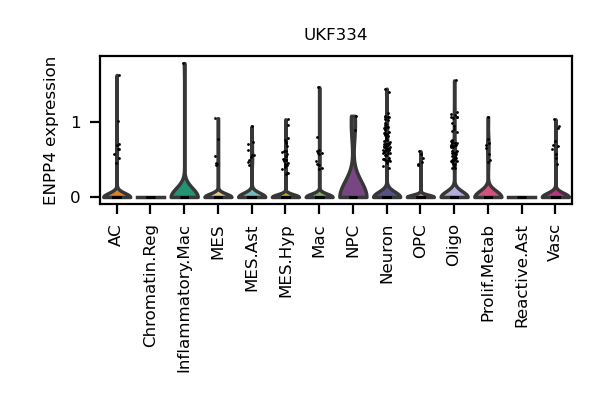 UKF334
ENPP4 expression
1
0
AC
Chromatin.Reg
Inflammatory.Mac
MES
MES.Ast
MES.Hyp
Mac
NPC
Neuron
OPC
Oligo
Prolif.Metab
Reactive.Ast
Vasc